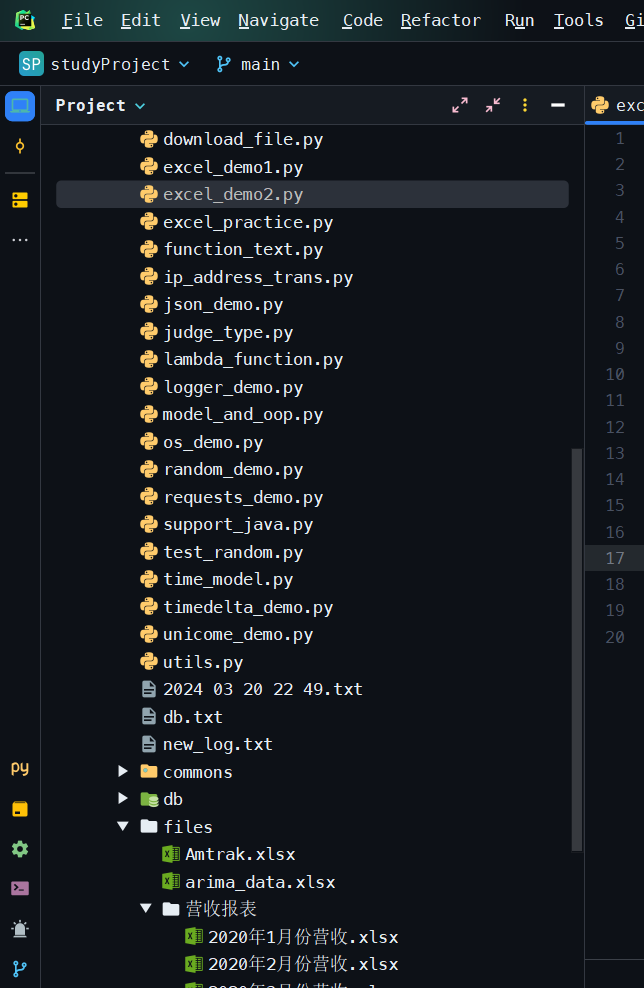 PC File Edit View Navigate Code Refactor Run Tools Gi
SP studyProject main
Project
exc
download_file.py
excel_demo1.py
excel_demo2.py
excel_practice.py
function_text.py
ip_address_trans.py
json_demo.py
judge_type.py
lambda_function.py
logger_demo.py
model_and_oop.py
os_demo.py
random_demo.py
requests_demo.py
support_java.py
test_random.py
time_model.py
timedelta_demo.py
unicome_demo.py
utils.py
2024 03 20 22 49.txt
db.txt
new_log.txt
commons
db
files
Amtrak.xlsx
arima_data.xlsx
营收报表
2020年1月份营收.xlsx
2020年2月份营收.xlsx
1
2
3
4
5
6
7
8
9
10
11
12
13
14
15
16
17
18
19
20
py